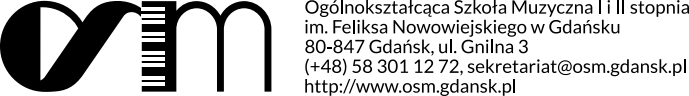 osm
Ogólnokształcąca Szkoła Muzyczna I i II stopnia
im. Feliksa Nowowiejskiego w Gdańsku
80-847 Gdańsk, ul. Gnilna 3
(+48) 58 301 12 72, sekretariat@osm.gdansk.pl
http://www.osm.gdansk.pl